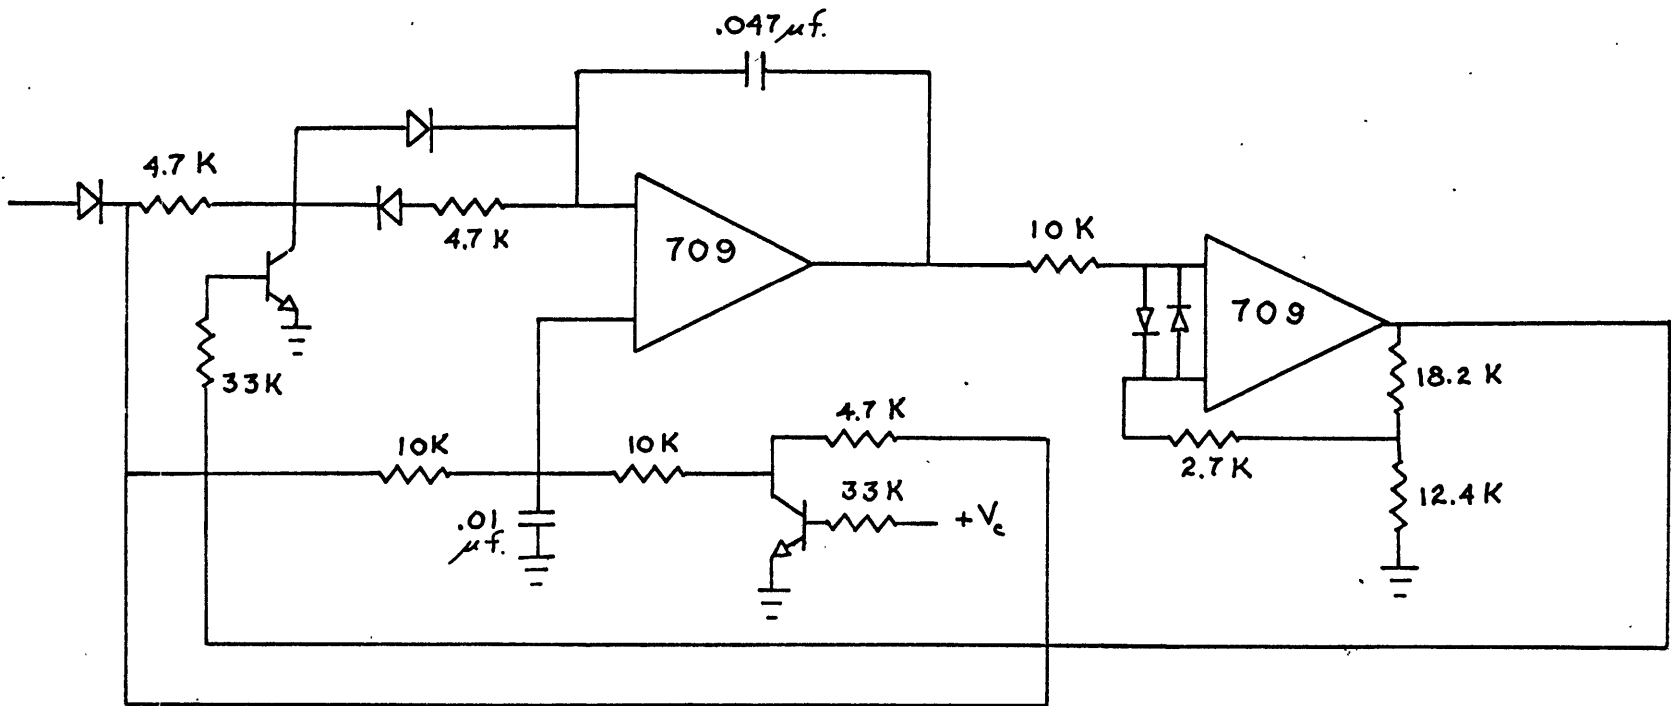 .047 μf.
4.7 K
4.7 K
709
10 K
709
33K
18.2 K
4.7 K
10K
10K
2.7 K
33K
12.4 K
.01
μf.
+Vc